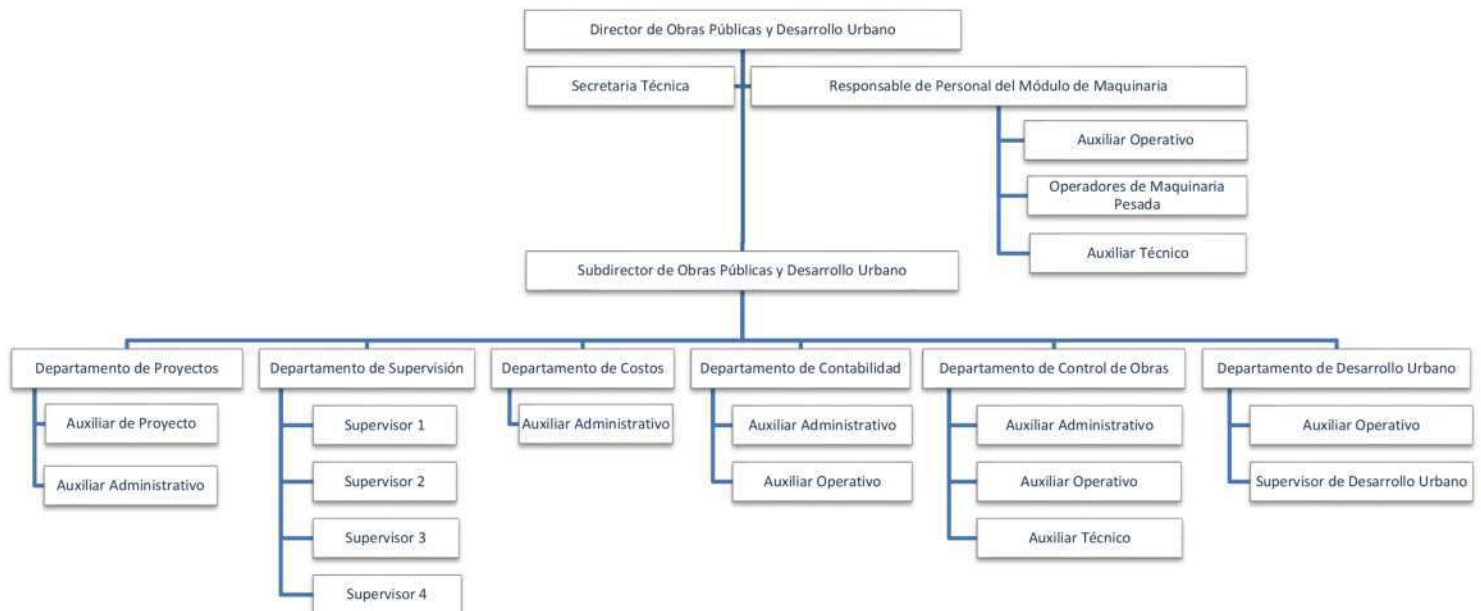 Director de Obras Públicas y Desarrollo Urbano
Secretaria Técnica
Responsable de Personal del Módulo de Maquinaria
Auxiliar Operativo
Operadores de Maquinaria
Pesada
Auxiliar Técnico
Subdirector de Obras Públicas y Desarrollo Urbano
Departamento de Proyectos
Auxiliar de Proyecto
Auxiliar Administrativo
Departamento de Supervisión
Supervisor 1
Supervisor 2
Supervisor 3
Supervisor 4
Departamento de Costos
Auxiliar Administrativo
Departamento de Contabilidad
Auxiliar Administrativo
Auxiliar Operativo
Departamento de Control de Obras
Auxiliar Administrativo
Auxiliar Operativo
Auxiliar Técnico
Departamento de Desarrollo Urbano
Auxiliar Operativo
Supervisor de Desarrollo Urbano